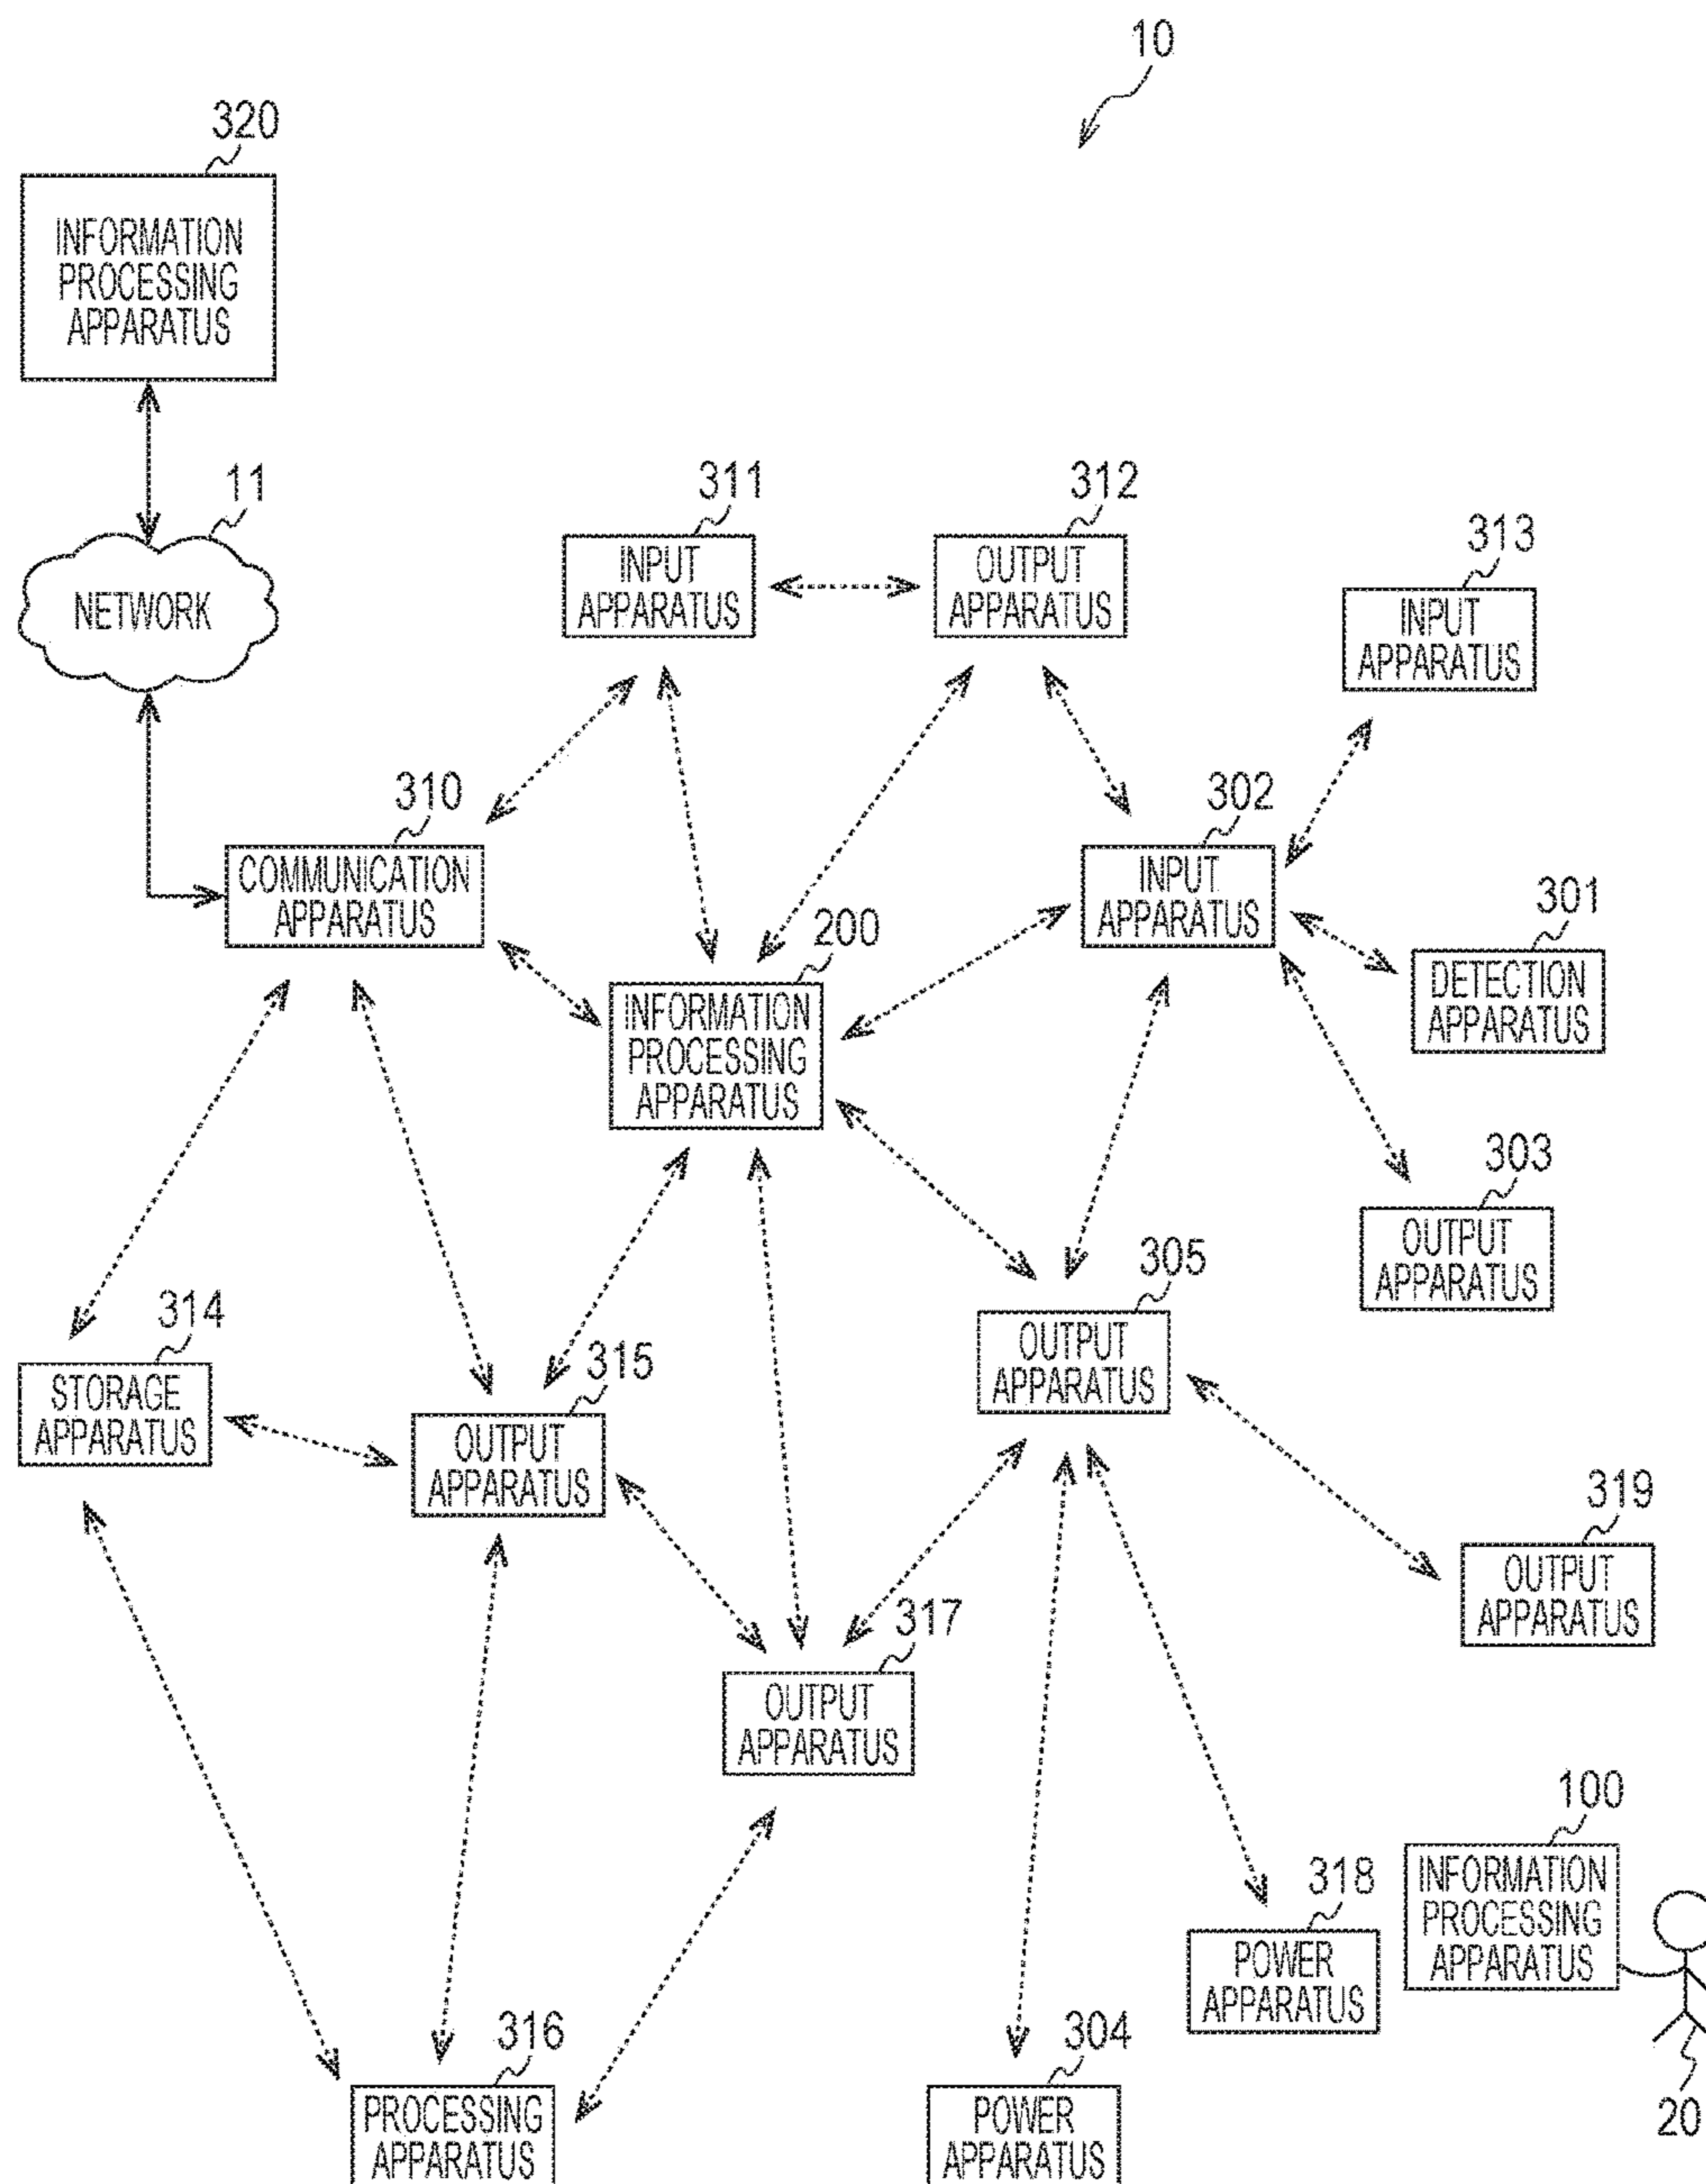 10
320
INFORMATION
PROCESSING
APPARATUS
11
NETWORK
311
INPUT
APPARATUS
312
OUTPUT
APPARATUS
313
INPUT
APPARATUS
310
COMMUNICATION
APPARATUS
302
INPUT
APPARATUS
200
INFORMATION
PROCESSING
APPARATUS
301
DETECTION
APPARATUS
303
OUTPUT
APPARATUS
305
OUTPUT
APPARATUS
314
STORAGE
APPARATUS
315
OUTPUT
APPARATUS
319
OUTPUT
APPARATUS
317
OUTPUT
APPARATUS
100
INFORMATION
PROCESSING
APPARATUS
318
POWER
APPARATUS
316
PROCESSING
APPARATUS
304
POWER
APPARATUS
20